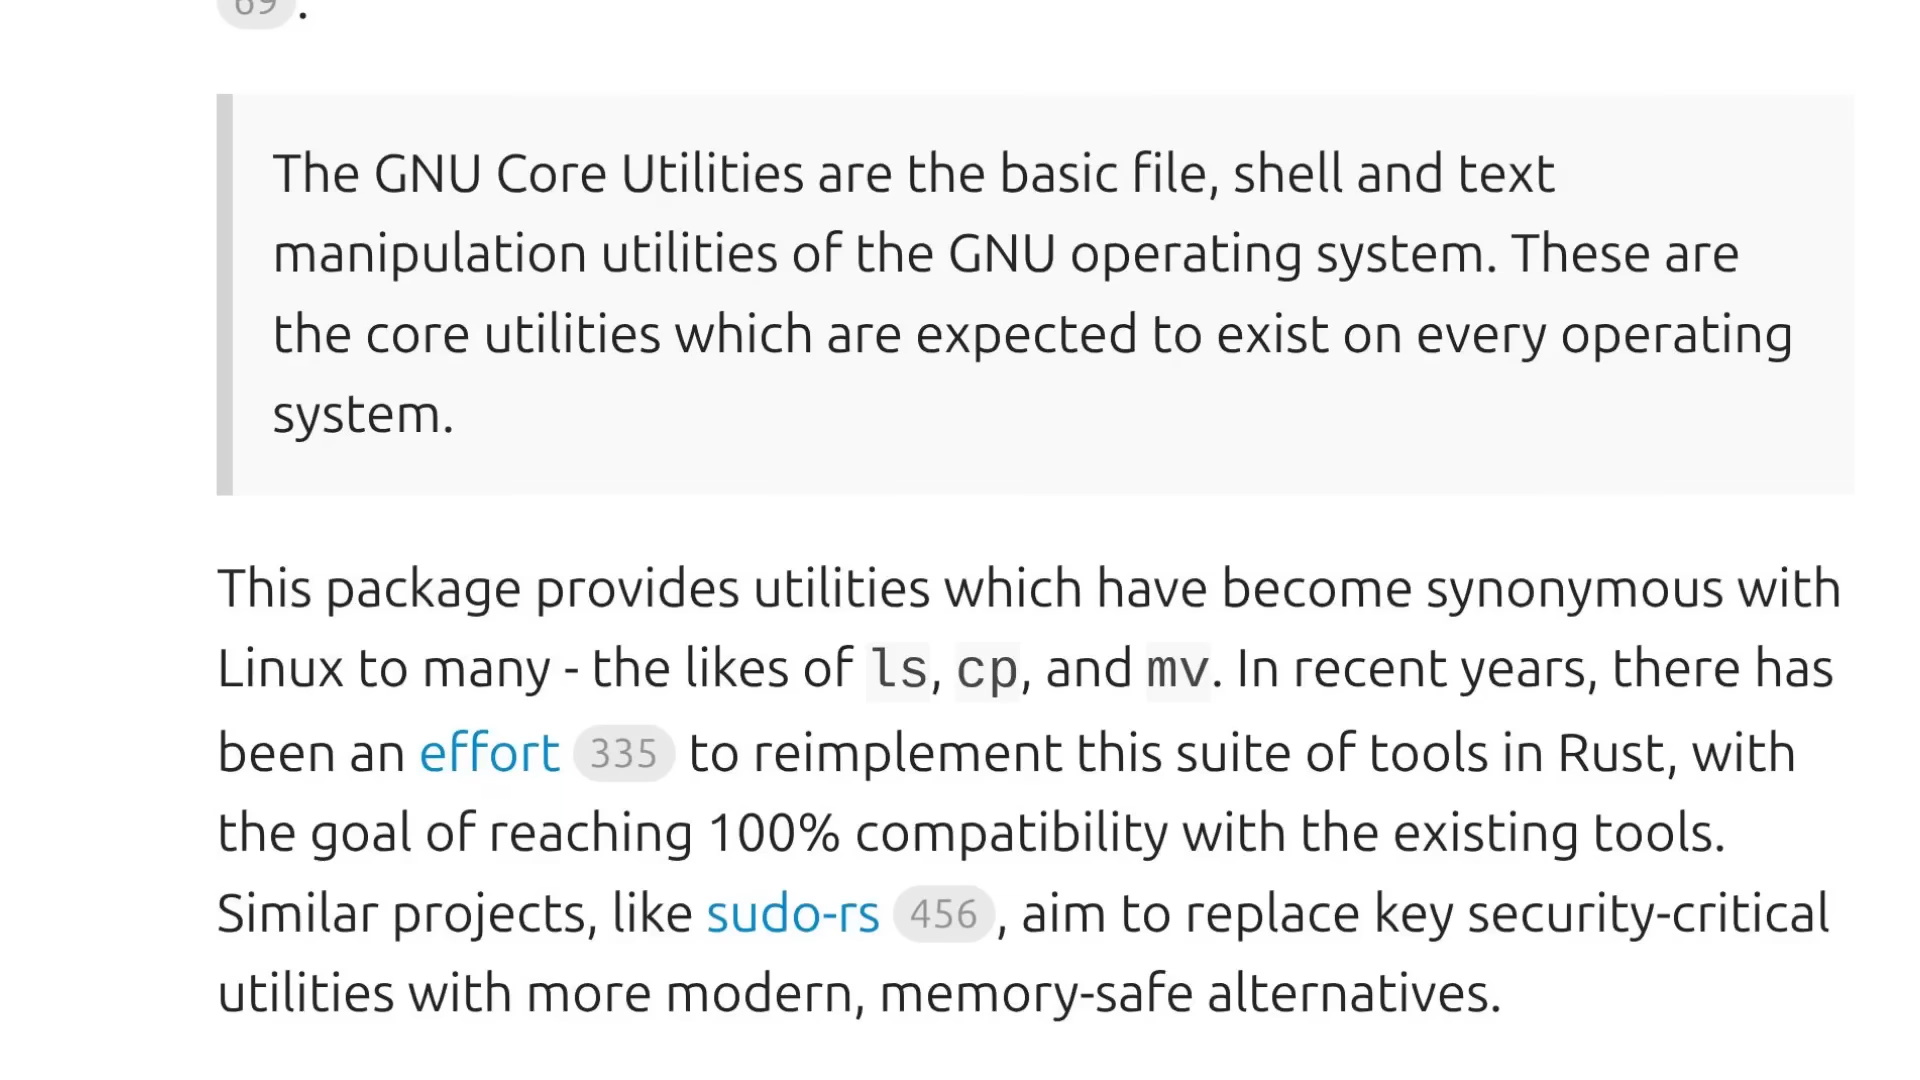 69 .
The GNU Core Utilities are the basic file, shell and text
manipulation utilities of the GNU operating system. These are
the core utilities which are expected to exist on every operating
system.
This package provides utilities which have become synonymous with
Linux to many - the likes of ls, cp, and mv. In recent years, there has
been an effort 335 to reimplement this suite of tools in Rust, with
the goal of reaching 100% compatibility with the existing tools.
Similar projects, like sudo-rs 456 , aim to replace key security-critical
utilities with more modern, memory-safe alternatives.